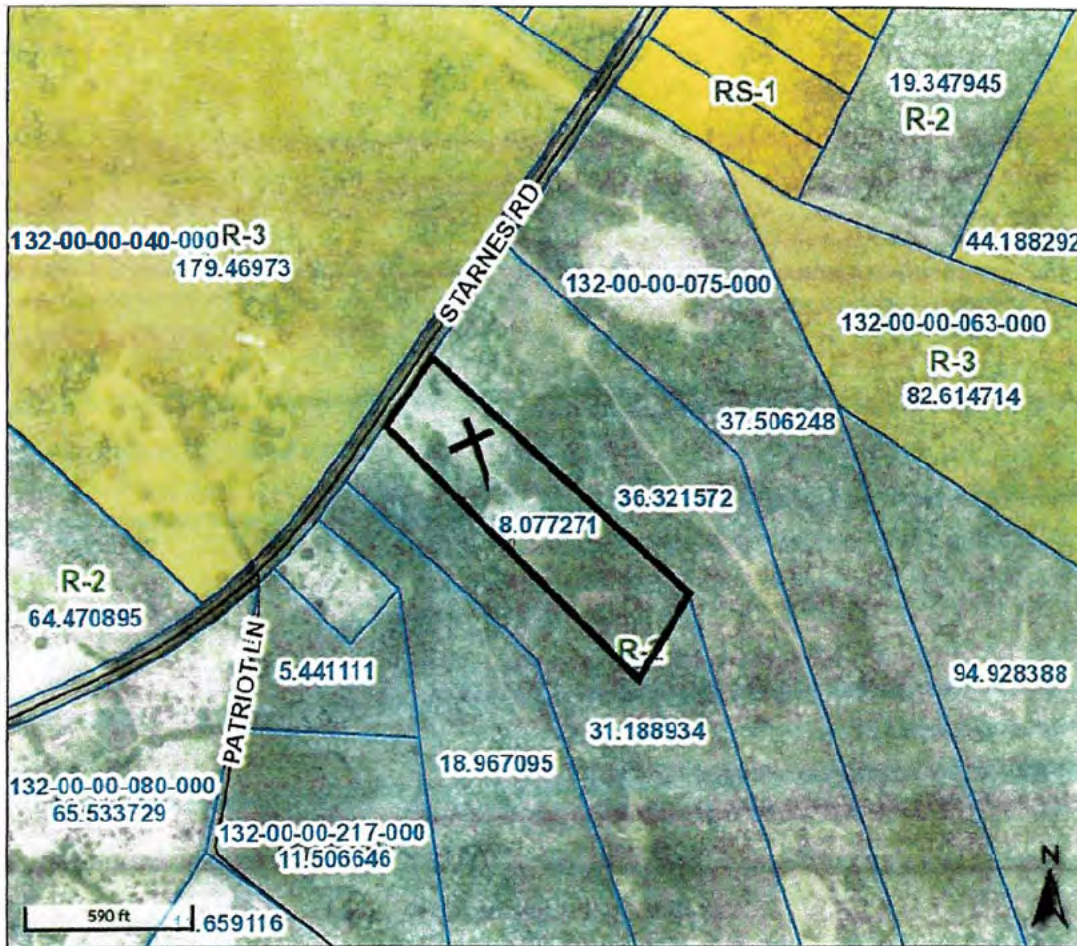 RS-1
19.347945
R-2
132-00-00-040-000 R-3
179.46973
STARNES RD
44.188292
132-00-00-075-000
132-00-00-063-000
R-3
82.614714
37.506248
36.321572
8.077271
R-2
64.470895
R-2
5.441111
94.928388
PATRIOT LN
31.188934
18.967095
132-00-00-080-000
65.533729
132-00-00-217-000
11.506646
N
590 ft
.659116